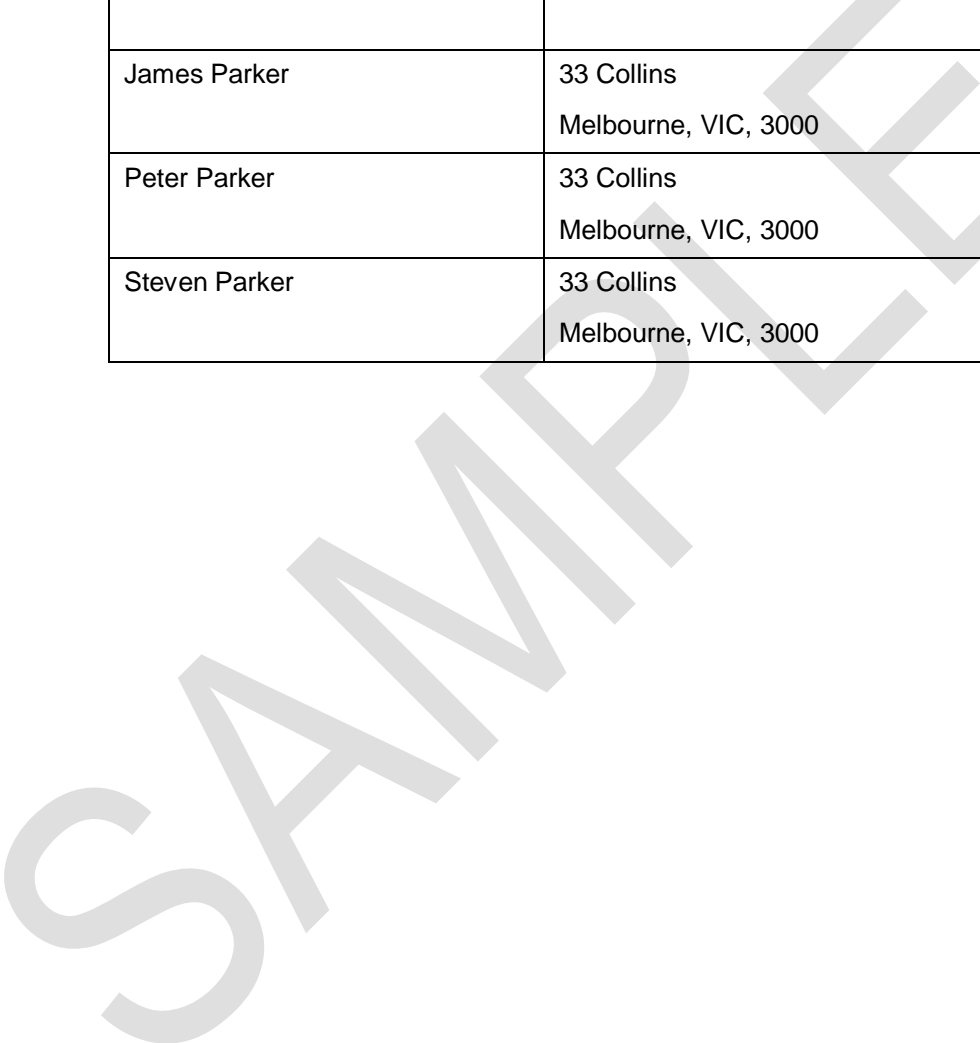 James Parker 33 Collins
Melbourne, VIC, 3000
Peter Parker 33 Collins
Melbourne, VIC, 3000
Steven Parker 33 Collins
Melbourne, VIC, 3000
SAMPLE